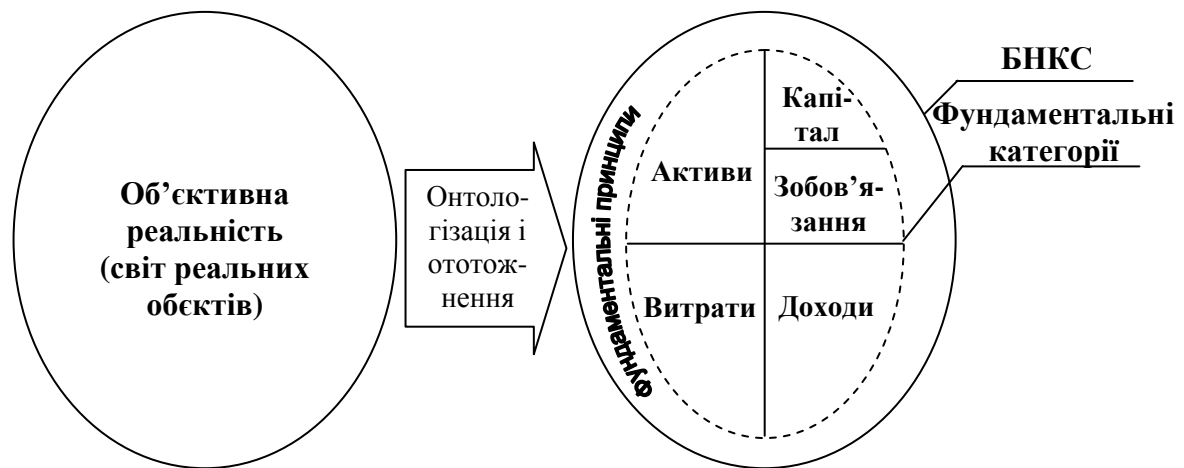 Об’єктивна
реальність
(світ реальних
обєктів)
Онтоло-
гізація і
ототож-
нення
Фундаментальні принципи
Активи
Капі-
тал
Зобов’я-
зання
Витрати
Доходи
БНКС
Фундаментальні
категорії